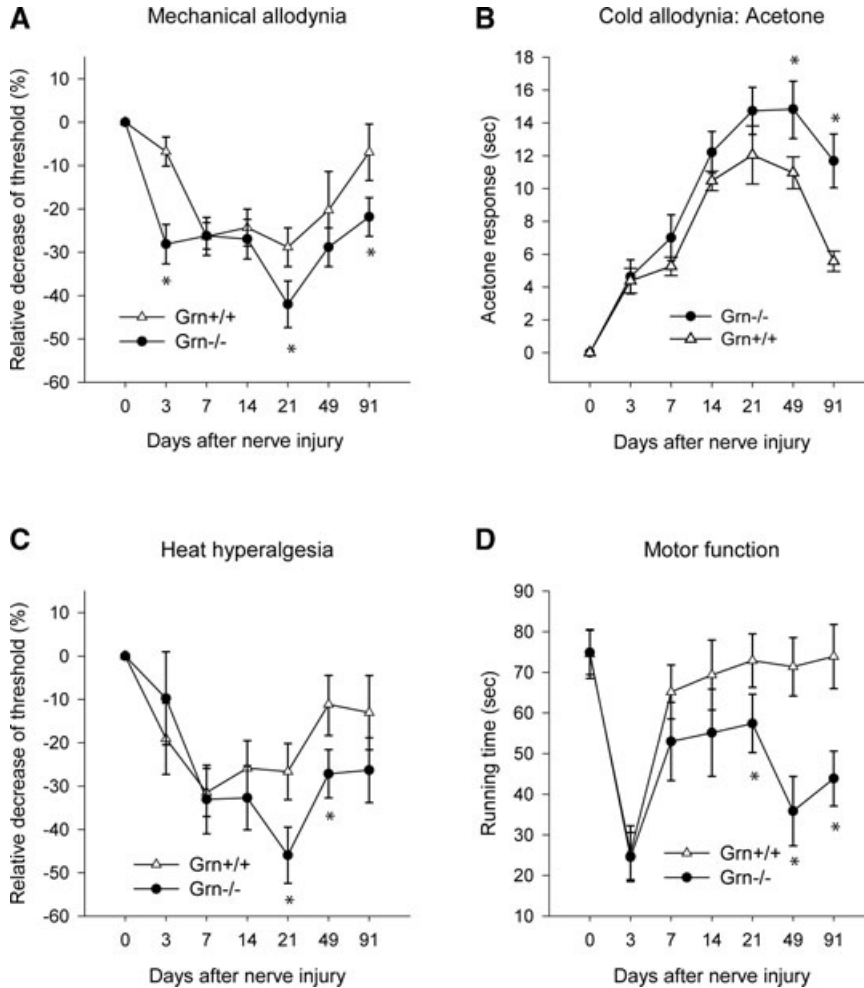 A
Mechanical allodynia
Relative decrease of threshold (%)
10
0
-10
-20
-30
-40
-50
-60
*
*
*
Grn+/+
Grn-/-
0 3 7 14 21 49 91
Days after nerve injury
B
Cold allodynia: Acetone
Acetone response (sec)
18
16
14
12
10
8
6
4
2
0
*
*
Grn-/-
Grn+/+
0 3 7 14 21 49 91
Days after nerve injury
C
Heat hyperalgesia
Relative decrease of threshold (%)
10
0
-10
-20
-30
-40
-50
-60
*
*
Grn+/+
Grn-/-
0 3 7 14 21 49 91
Days after nerve injury
D
Motor function
Running time (sec)
90
80
70
60
50
40
30
20
10
*
*
*
Grn+/+
Grn-/-
0 3 7 14 21 49 91
Days after nerve injury